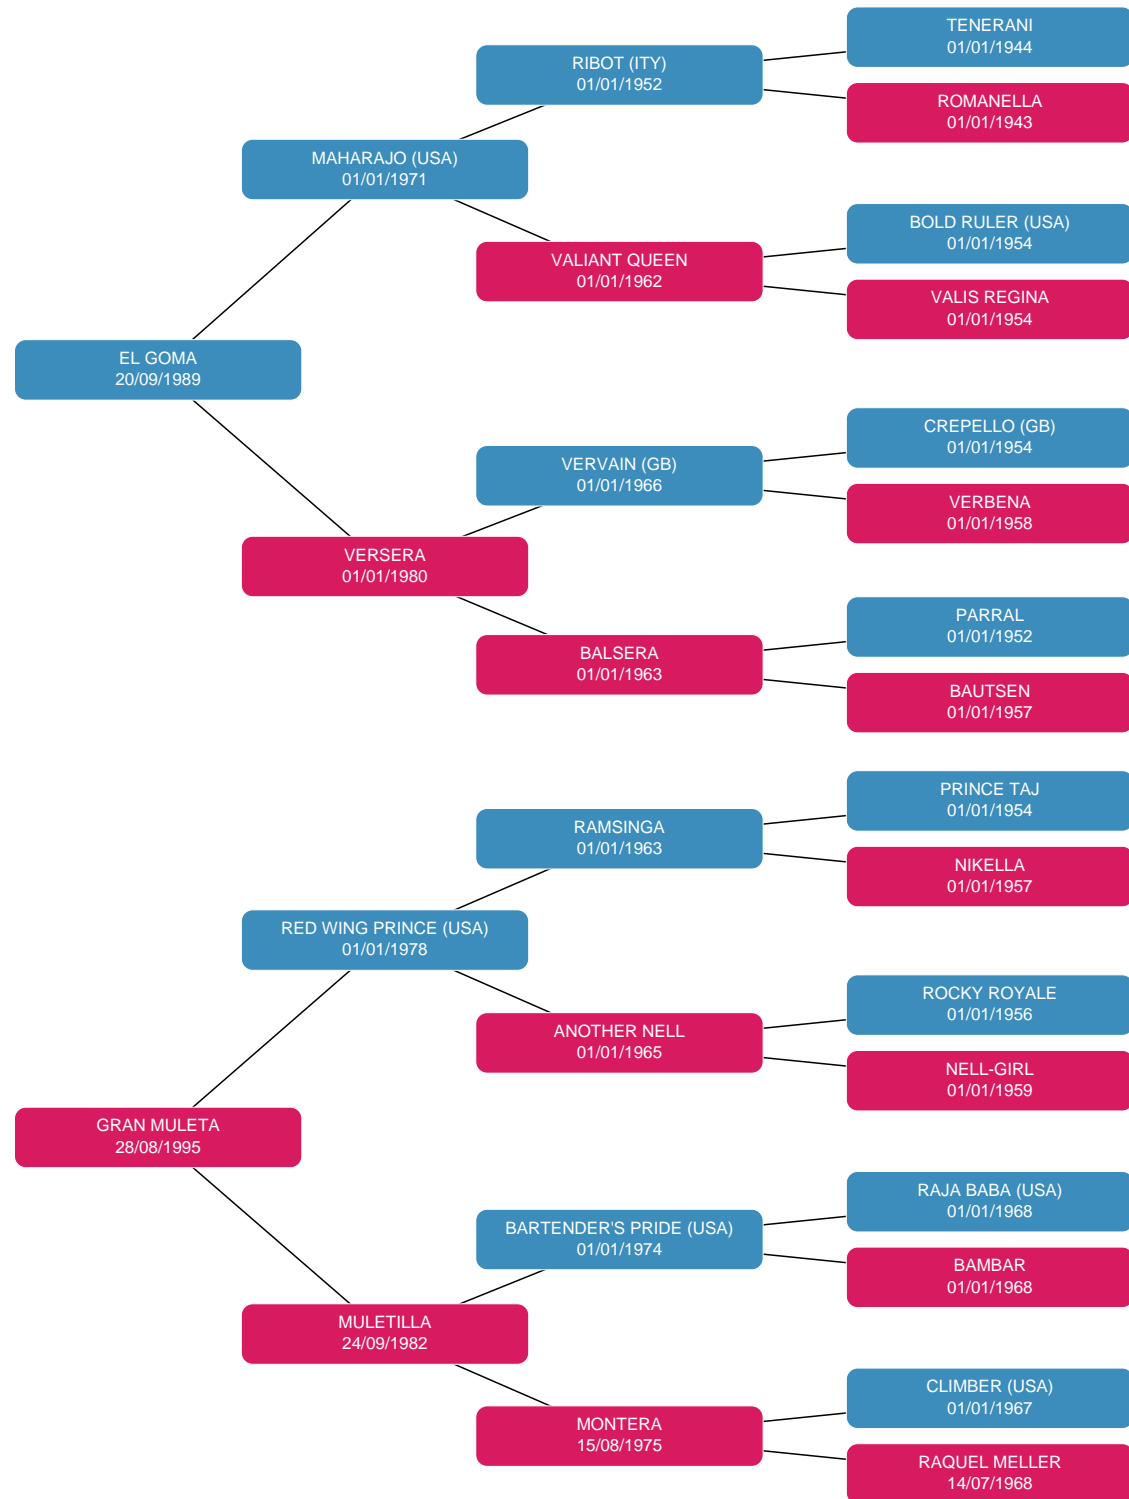 TENERANI
01/01/1944
RIBOT (ITY)
01/01/1952
ROMANELLA
01/01/1943
MAHARAJO (USA)
01/01/1971
BOLD RULER (USA)
01/01/1954
VALIANT QUEEN
01/01/1962
VALIS REGINA
01/01/1954
EL GOMA
20/09/1989
CREPELLO (GB)
01/01/1954
VERVAIN (GB)
01/01/1966
VERBENA
01/01/1958
VERSERA
01/01/1980
PARRAL
01/01/1952
BALSERA
01/01/1963
BAUTSEN
01/01/1957
PRINCE TAJ
01/01/1954
RAMSINGA
01/01/1963
NIKELLA
01/01/1957
RED WING PRINCE (USA)
01/01/1978
ROCKY ROYALE
01/01/1956
ANOTHER NELL
01/01/1965
NELL-GIRL
01/01/1959
GRAN MULETA
28/08/1995
RAJA BABA (USA)
01/01/1968
BARTENDER'S PRIDE (USA)
01/01/1974
BAMBAR
01/01/1968
MULETILLA
24/09/1982
CLIMBER (USA)
01/01/1967
MONTERA
15/08/1975
RAQUEL MELLER
14/07/1968